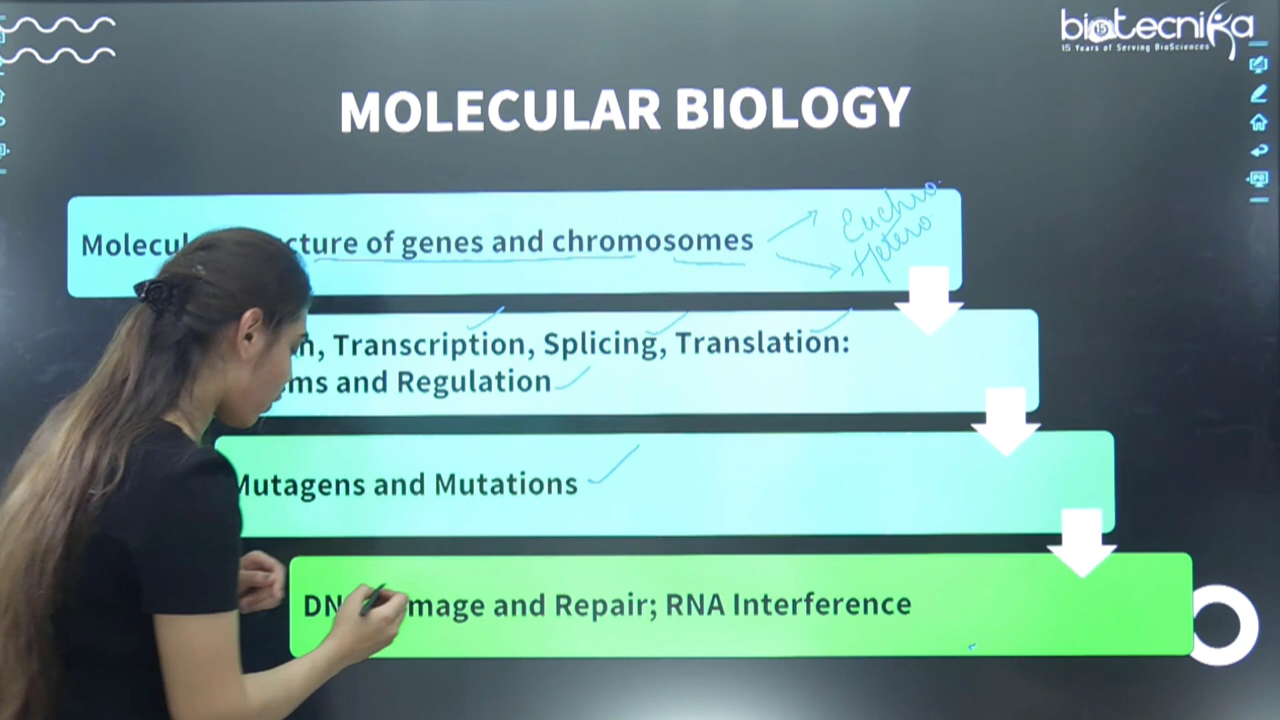 biotecnika
15 Years of Serving BioSciences
MOLECULAR BIOLOGY
Molecul cture of genes and chromosomes
Euchro
Hetero
n, Transcription, Splicing, Translation:
ms and Regulation
Mutagens and Mutations
DN mage and Repair; RNA Interference